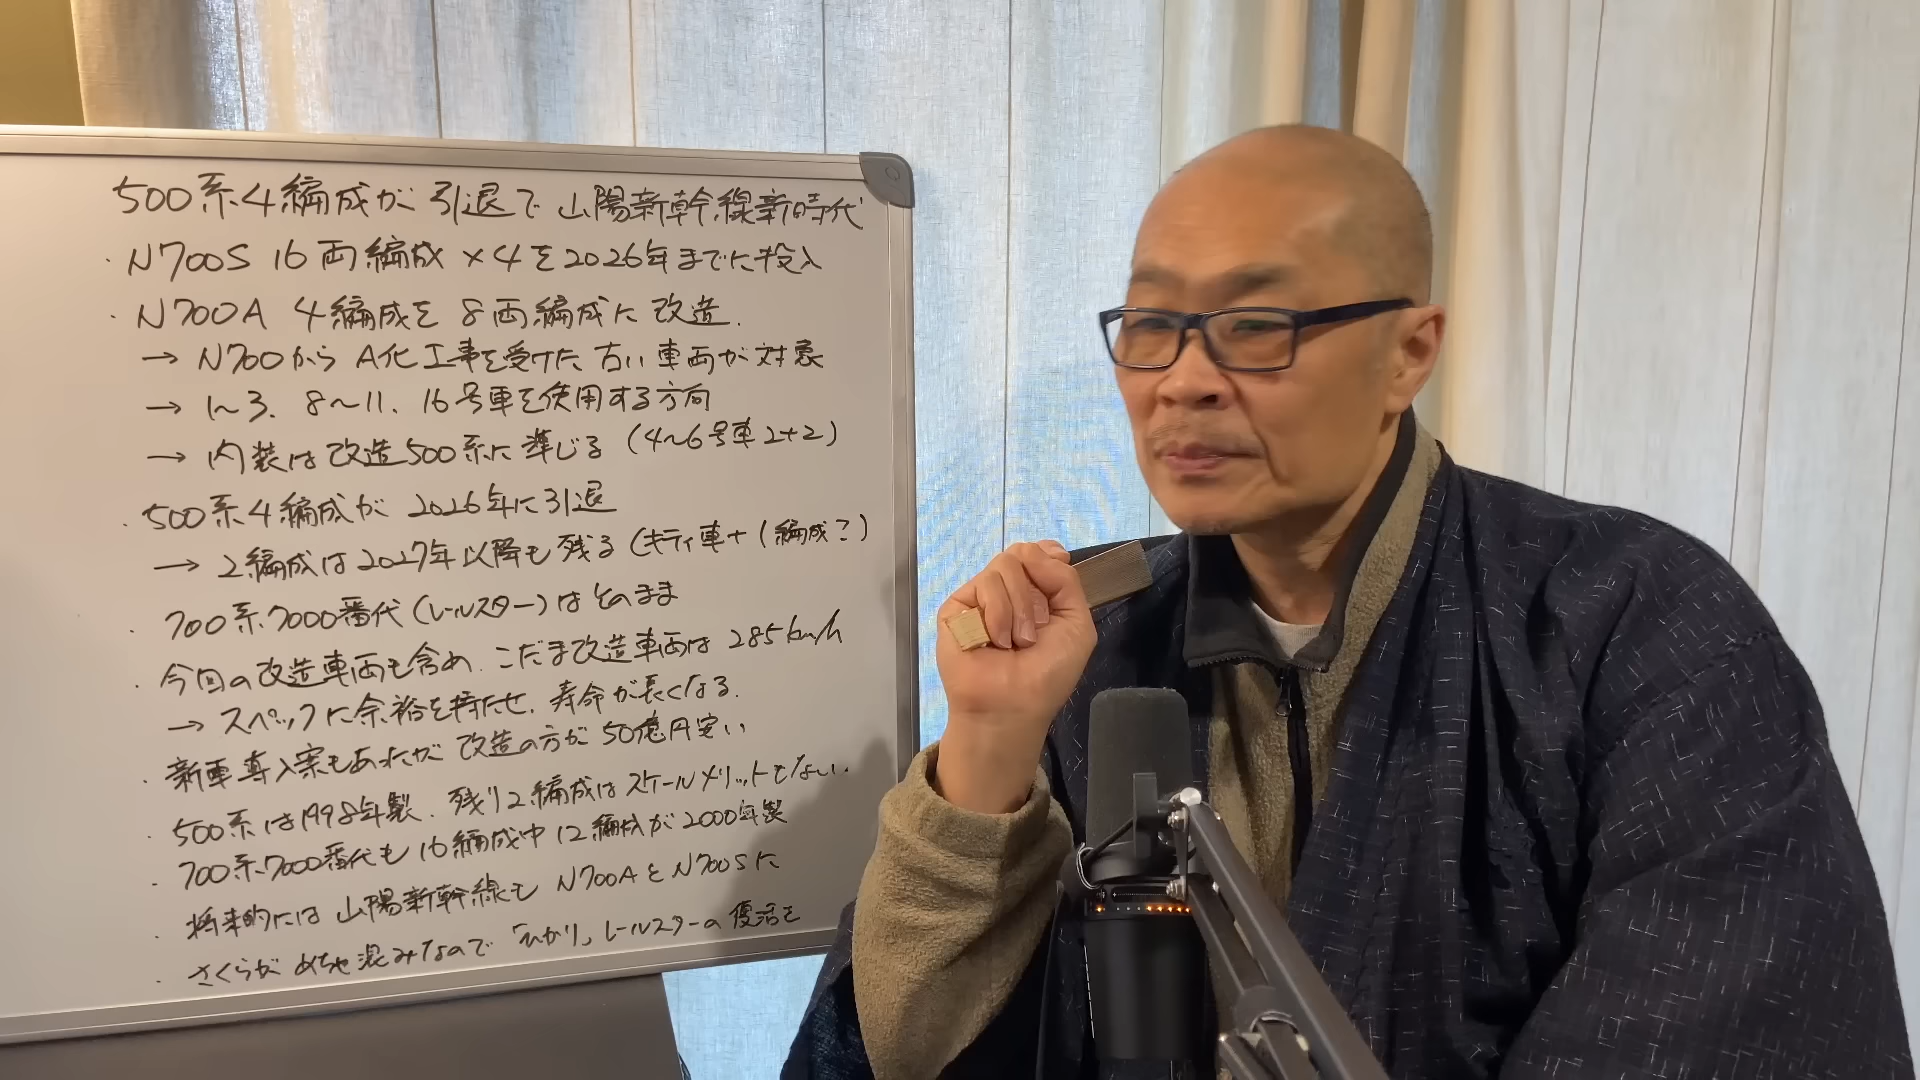 500系4編成が引退で山陽新幹線新時代
・N700S 16両編成×4を2026年までに投入
・N700A 4編成を8両編成に改造.
→ N700からA化工事を受けた古い車両が対象
→ 1〜3. 8〜11. 16号車を使用する方向
→ 内装は改造500系に準じる(4〜6号車2+2)
・500系4編成が2026年に引退
→ 2編成は2027年以降も残る(キティ車+1編成?)
・700系7000番代(レールスター)はそのまま
・今回の改造車両も含め.こだま改造車両は285km/h
→ スペックに余裕を持たせ.寿命が長くなる.
・新車導入案もあったが改造の方が50億円安い
・500系は1998年製.残り2編成はスケールメリットもない.
・700系7000番代も16編成中12編成が2000年製
・将来的には山陽新幹線もN700AとN700Sに
・さくらがめちゃ混みなので「ひかり」レールスターの復活を